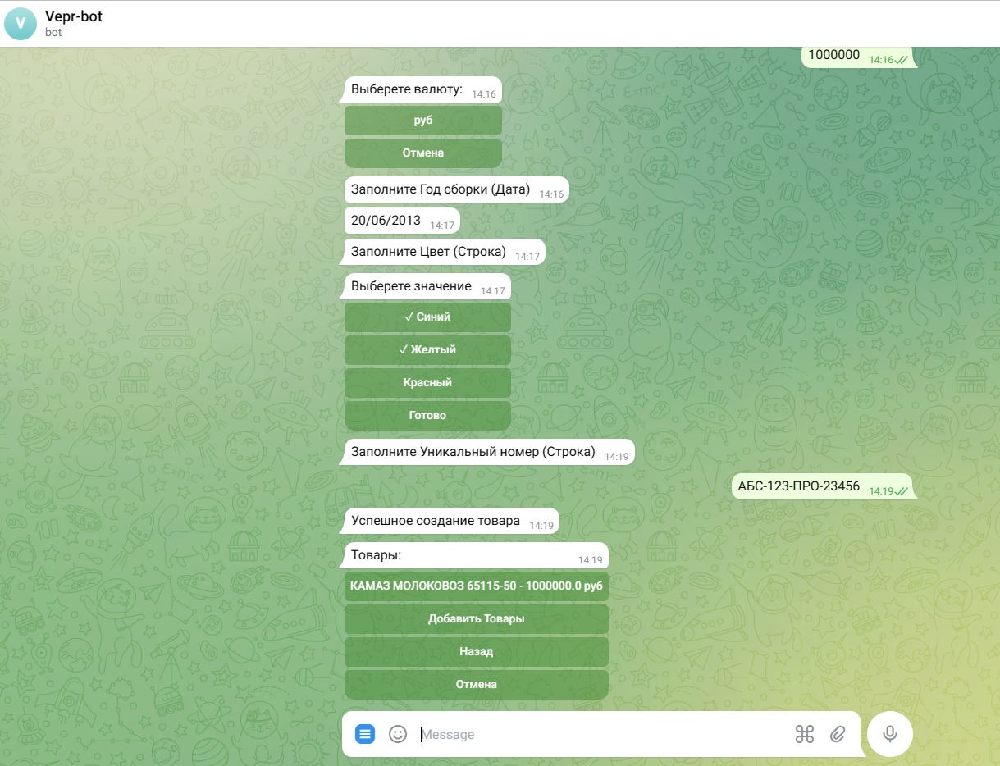 V
Vepr-bot
bot
1000000 14:16
Выберете валюту: 14:16
руб
Отмена
Заполните Год сборки (Дата) 14:16
20/06/2013 14:17
Заполните Цвет (Строка) 14:17
Выберете значение 14:17
✓ Синий
✓ Желтый
Красный
Готово
Заполните Уникальный номер (Строка) 14:19
АБС-123-ПРО-23456 14:19
Успешное создание товара 14:19
Товары: 14:19
КАМАЗ МОЛОКОВОЗ 65115-50 - 1000000.0 руб
Добавить Товары
Назад
Отмена
Message